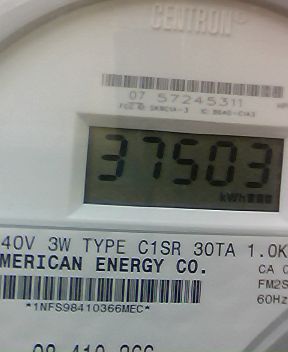 CENTRON®
07 57245311
37503
kWh
40V 3W TYPE C1SR 30TA 1.0K
MERICAN ENERGY CO.
CA 0
FM2S
60Hz
*1NFS98410366MEC*